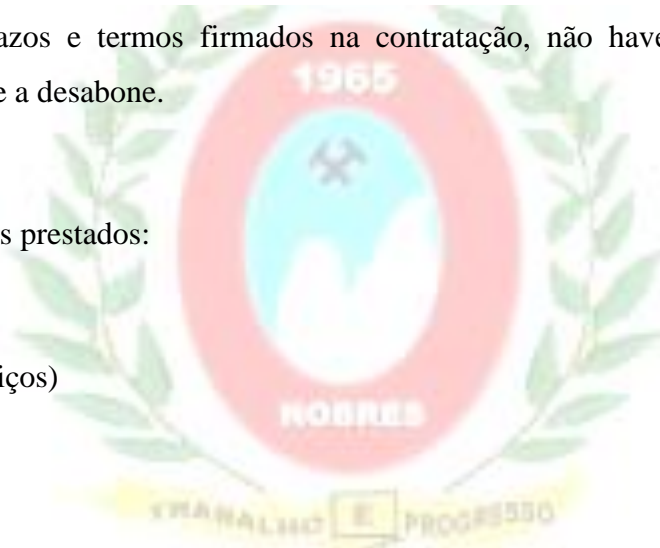 azos e termos firmados na contratação, não have
1965
e a desabone.
s prestados:
iços)
NOBRES
TRABALHO E PROGRESSO